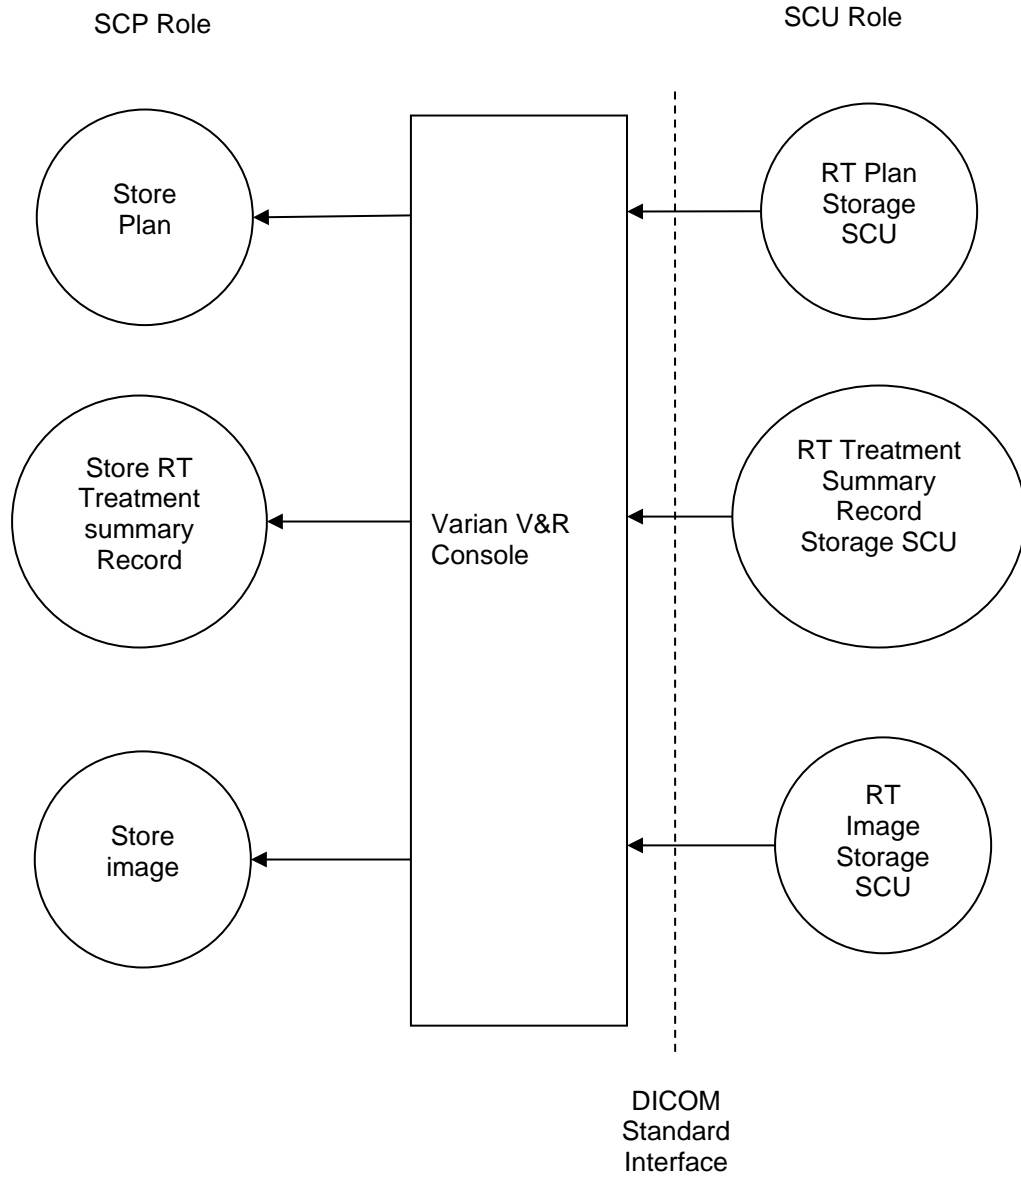 SCP Role
SCU Role
Store
Plan
RT Plan
Storage
SCU
Store RT
Treatment
summary
Record
Varian V&R
Console
RT Treatment
Summary
Record
Storage SCU
Store
image
RT
Image
Storage
SCU
DICOM
Standard
Interface